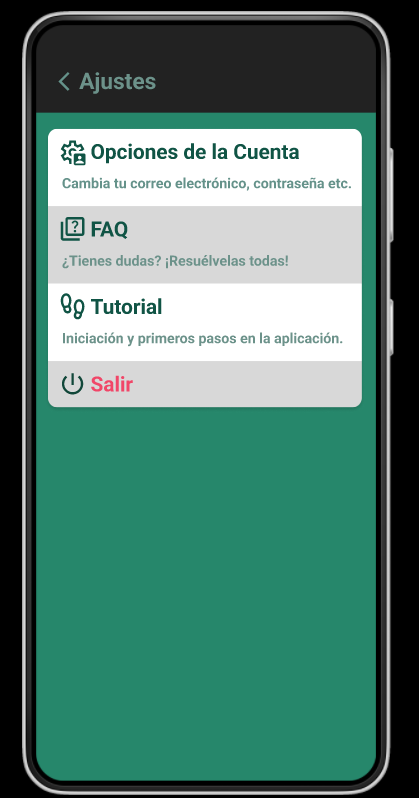 Ajustes
Opciones de la Cuenta
Cambia tu correo electrónico, contraseña etc.
FAQ
¿Tienes dudas? ¡Resuélvelas todas!
Tutorial
Iniciación y primeros pasos en la aplicación.
Salir